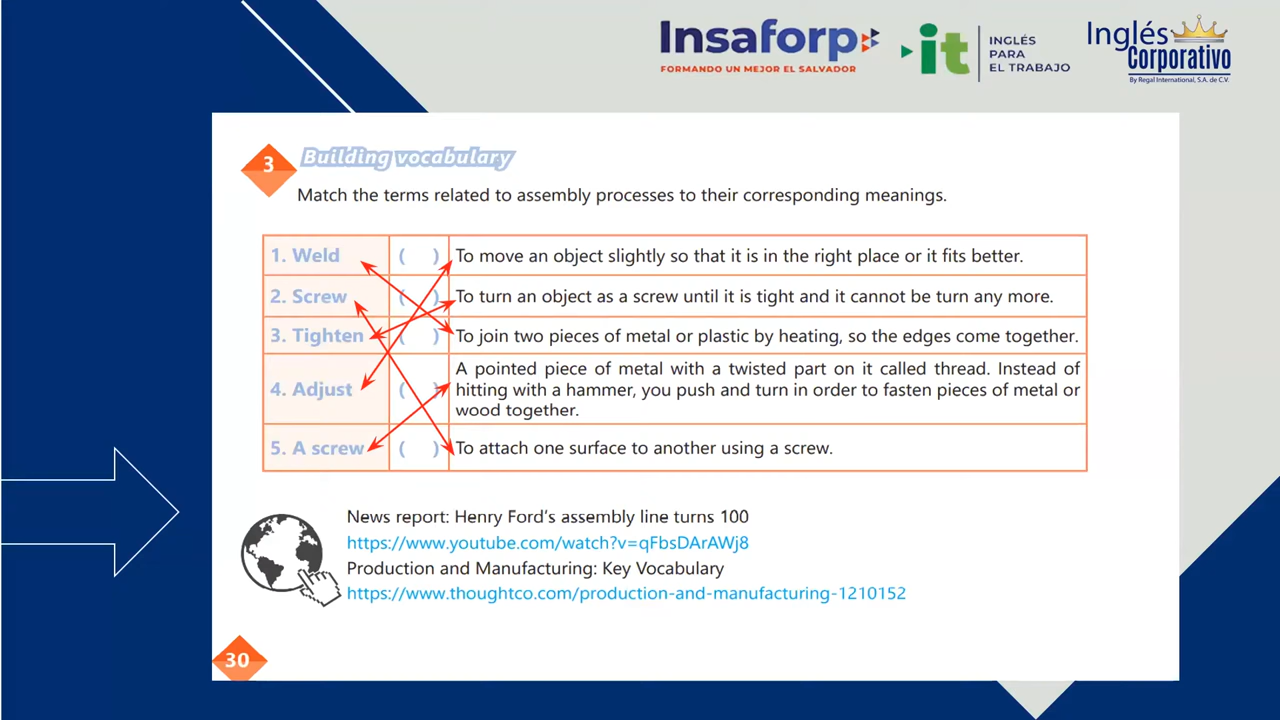 Insaforp
FORMANDO UN MEJOR EL SALVADOR
it
INGLÉS
PARA
EL TRABAJO
Inglés
Corporativo
By Regal International, S.A. de C.V.
3 Building vocabulary
Match the terms related to assembly processes to their corresponding meanings.
1. Weld ( ) To move an object slightly so that it is in the right place or it fits better.
2. Screw ( ) To turn an object as a screw until it is tight and it cannot be turn any more.
3. Tighten ( ) To join two pieces of metal or plastic by heating, so the edges come together.
4. Adjust ( ) A pointed piece of metal with a twisted part on it called thread. Instead of
hitting with a hammer, you push and turn in order to fasten pieces of metal or
wood together.
5. A screw ( ) To attach one surface to another using a screw.
News report: Henry Ford's assembly line turns 100
https://www.youtube.com/watch?v=qFbsDArAWj8
Production and Manufacturing: Key Vocabulary
https://www.thoughtco.com/production-and-manufacturing-1210152
30